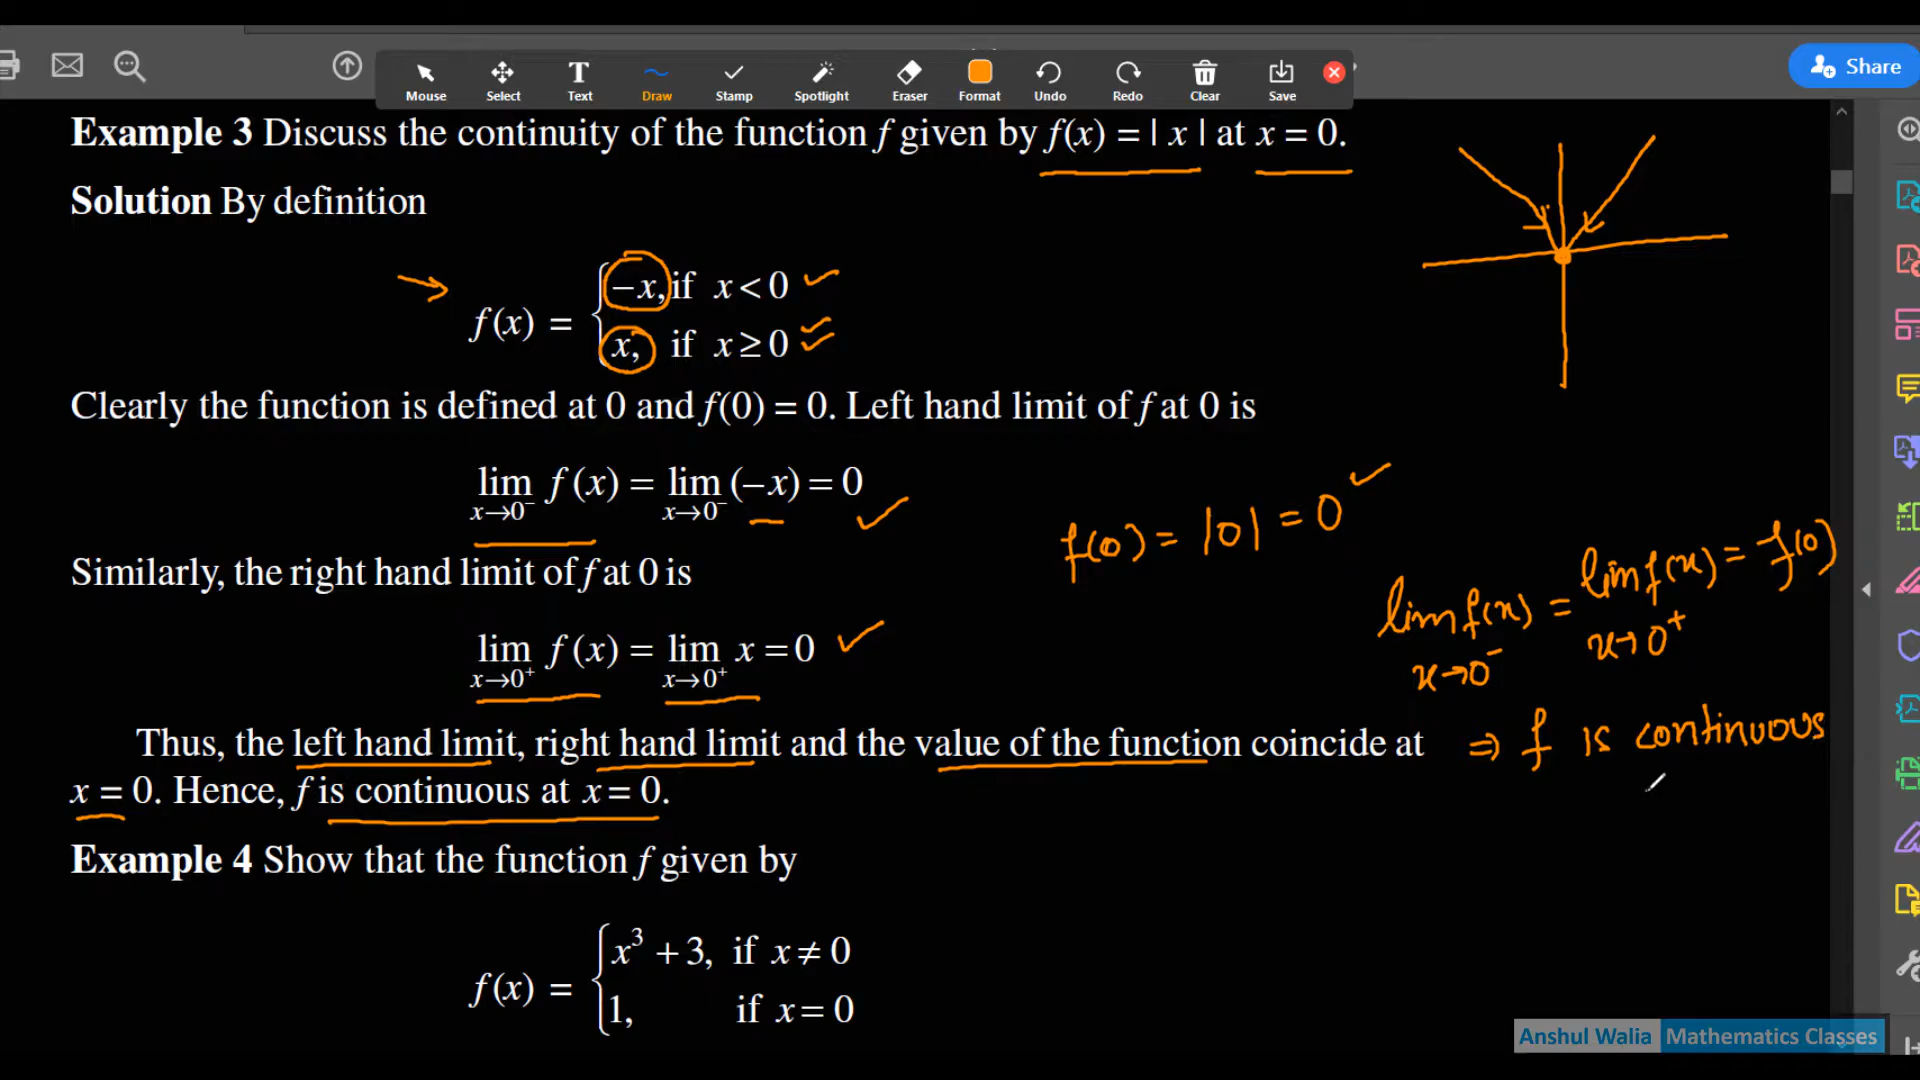 Share
Mouse Select Text Draw Stamp Spotlight Eraser Format Undo Redo Clear Save
Example 3 Discuss the continuity of the function f given by f(x) = | x | at x = 0.
Solution By definition
f(x) = { −x, if x < 0
x, if x ≥ 0
Clearly the function is defined at 0 and f(0) = 0. Left hand limit of f at 0 is
lim x→0⁻ f(x) = lim x→0⁻ (−x) = 0
f(0) = |0| = 0
Similarly, the right hand limit of f at 0 is
lim f(x) = lim f(x) = f(0)
x→0⁻ x→0⁺
lim x→0⁺ f(x) = lim x→0⁺ x = 0
Thus, the left hand limit, right hand limit and the value of the function coincide at
x = 0. Hence, f is continuous at x = 0.
⇒ f is continuous
Example 4 Show that the function f given by
f(x) = { x³ + 3, if x ≠ 0
1, if x = 0
Anshul Walia Mathematics Classes